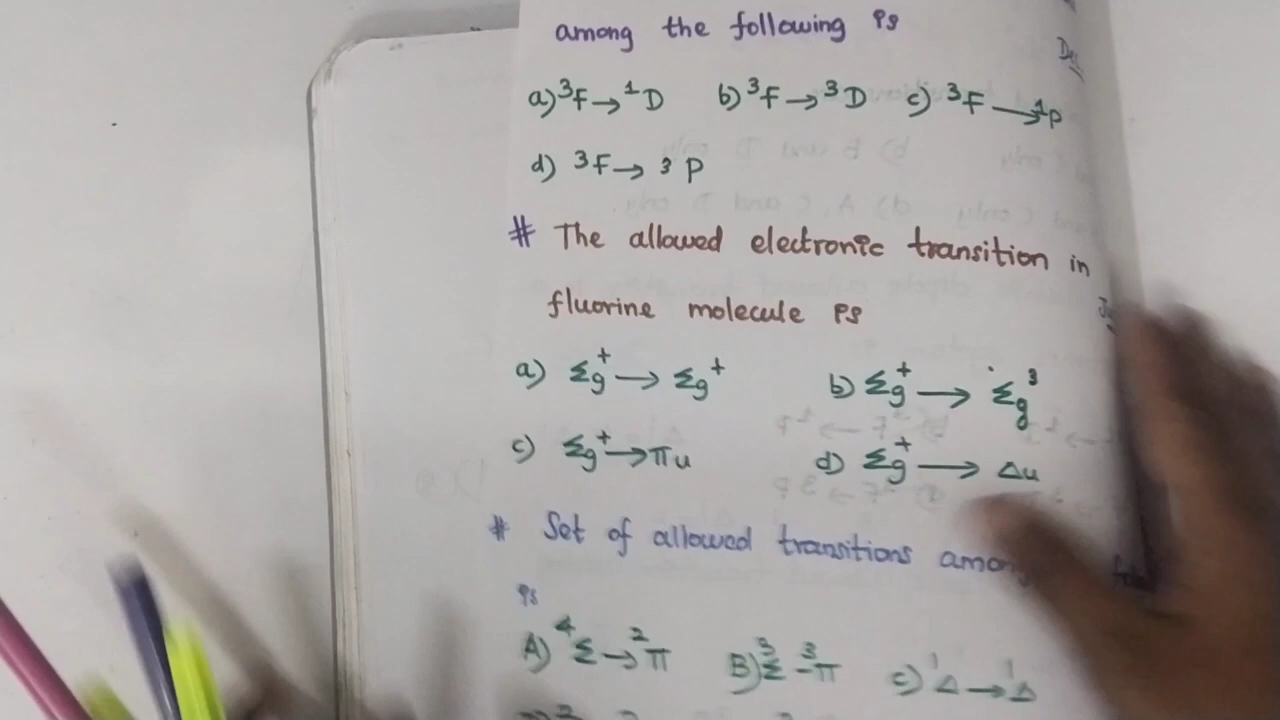 among the following is
a) ³F→¹D b) ³F→³D c) ³F→¹P
d) ³F→ ³P
# The allowed electronic transition in
fluorine molecule is
a) Σg⁺→Σg⁺ b) Σg⁺→Σg³
c) Σg⁺→πu d) Σg⁺→Δu
# Set of allowed transitions among
is
A) ⁴Σ→²π B) ³Σ-³π c) ¹Δ→¹Δ